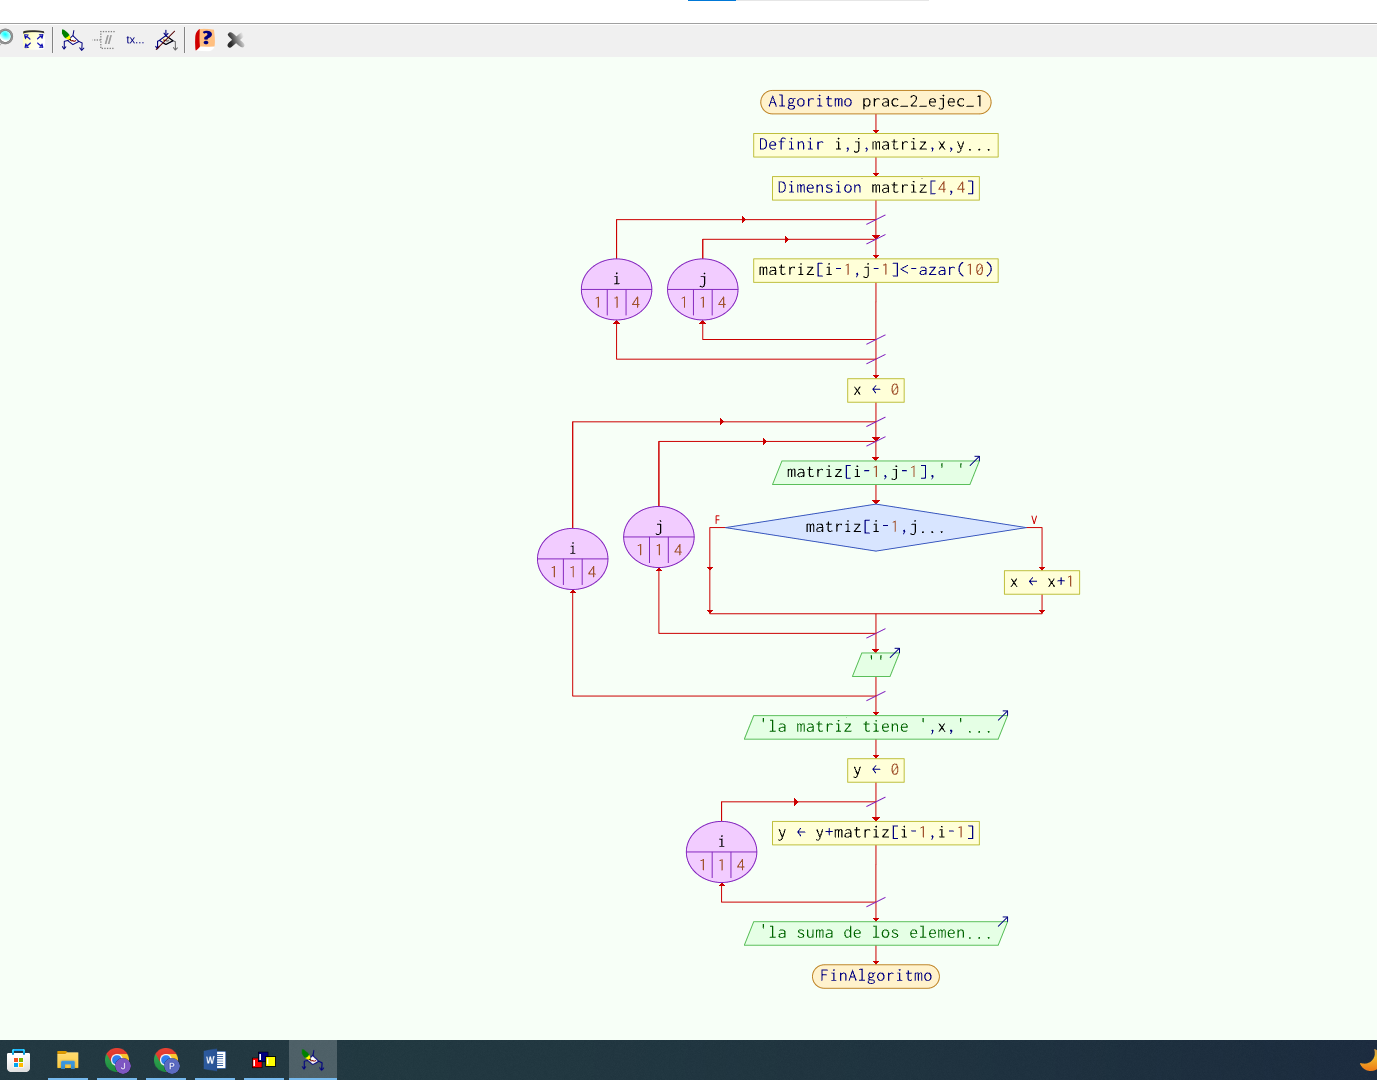 tx...
Algoritmo prac_2_ejec_1
Definir i,j,matriz,x,y...
Dimension matriz[4,4]
i
1 1 4
j
1 1 4
matriz[i-1,j-1]<-azar(10)
x ← 0
matriz[i-1,j-1],' '
F
matriz[i-1,j...
V
j
1 1 4
i
1 1 4
x ← x+1
''
'la matriz tiene ',x,'...
y ← 0
y ← y+matriz[i-1,i-1]
i
1 1 4
'la suma de los elemen...
FinAlgoritmo
J
P
W